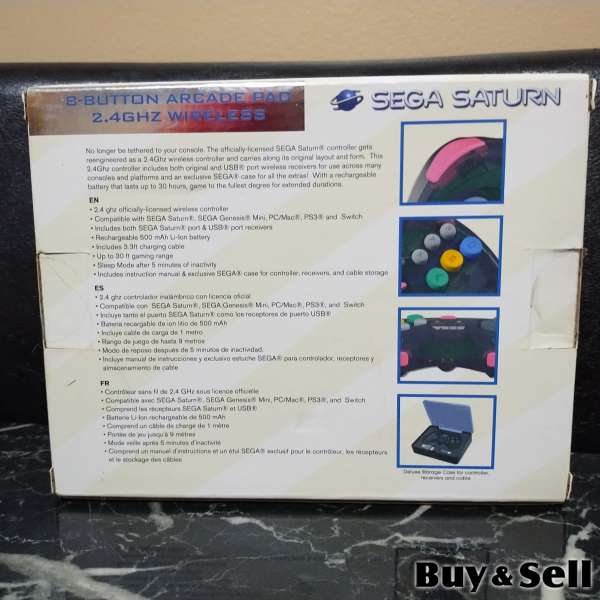 8-BUTTON ARCADE PAD
2.4GHZ WIRELESS
SEGA SATURN
No longer be tethered to your console. The officially-licensed SEGA Saturn® controller gets
reengineered as a 2.4Ghz wireless controller and carries along its original layout and form. This
2.4Ghz controller includes both original and USB® port wireless receivers for use across many
consoles and platforms and an exclusive SEGA® case for all the extras! With a rechargeable
battery that lasts up to 30 hours, game to the fullest degree for extended durations.
EN
• 2.4 ghz officially-licensed wireless controller
• Compatible with SEGA Saturn®, SEGA Genesis® Mini, PC/Mac®, PS3® and Switch
• Includes both SEGA Saturn® port & USB® port receivers
• Rechargeable 500 mAh Li-Ion battery
• Includes 3.3ft charging cable
• Up to 30 ft gaming range
• Sleep Mode after 5 minutes of inactivity
• Includes instruction manual & exclusive SEGA® case for controller, receivers, and cable storage
ES
• 2.4 ghz controlador inalámbrico con licencia oficial
• Compatible con SEGA Saturn®, SEGA Genesis® Mini, PC/Mac®, PS3®, and Switch
• Incluye tanto el puerto SEGA Saturn® como los receptores de puerto USB®
• Bateria recargable de ion litio de 500 mAh
• Incluye cable de carga de 1 metro
• Rango de juego de hasta 9 metros
• Modo de reposo después de 5 minutos de inactividad.
• Incluye manual de instrucciones y exclusivo estuche SEGA® para controlador, receptores y
almacenamiento de cable.
FR
• Contrôleur sans fil de 2,4 GHz sous licence officielle
• Compatible avec SEGA Saturn®, SEGA Genesis® Mini, PC/Mac®, PS3®, and Switch
• Comprend les récepteurs SEGA Saturn® et USB®
• Batterie Li-Ion rechargeable de 500 mAh
• Comprend un câble de charge de 1 mètre
• Portée de jeu jusqu'à 9 mètres
• Mode veille après 5 minutes d'inactivité
• Comprend un manuel d'instructions et un étui SEGA® exclusif pour le contrôleur, les récepteurs
et le stockage des câbles
Deluxe Storage Case for controller,
receivers and cable.
Buy & Sell